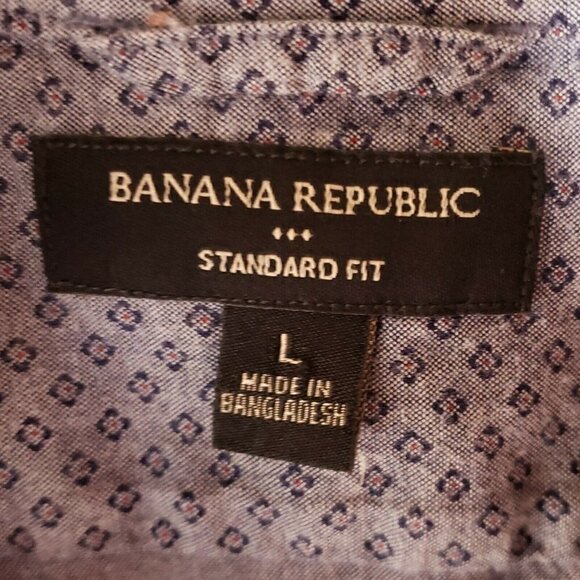 BANANA REPUBLIC
STANDARD FIT
L
MADE IN
BANGLADESH